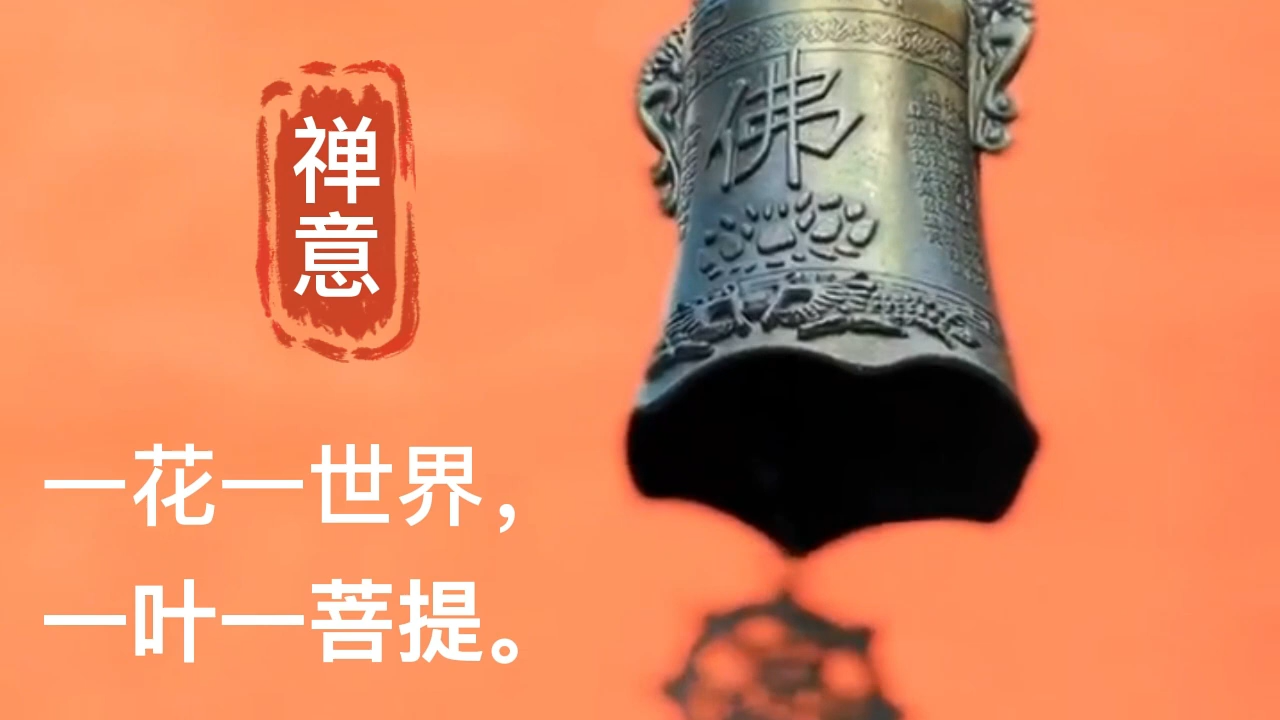 禅意
佛
一花一世界，
一叶一菩提。